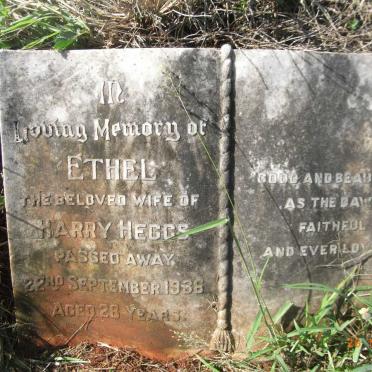 In
Loving Memory of
ETHEL
THE BELOVED WIFE OF
HARRY HEGGS
PASSED AWAY
22ND SEPTEMBER 1938
AGED 28 YEARS.
GOOD, AND BEAU
AS THE DAY
FAITHFUL
AND EVER LOV